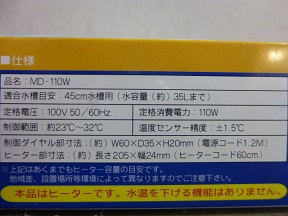 ■仕様
品名：MD-110W
適合水槽目安：45cm水槽用（水容量（約）35Lまで）
定格電圧：100V 50／60Hz 定格消費電力：110W
制御範囲：約23℃～32℃ 温度センサー精度：±1.5℃
制御ダイヤル部寸法：（約）W60×D35×H20mm（電源コード1.2M）
ヒーター部寸法：（約）長さ205×幅24mm（ヒーターコード60cm）
※上記はあくまでもヒーター容量の目安です。
地域差、設置場所等環境によって異なりますのでご注意下さい。
本品はヒーターです。水温を下げる機能はありません。